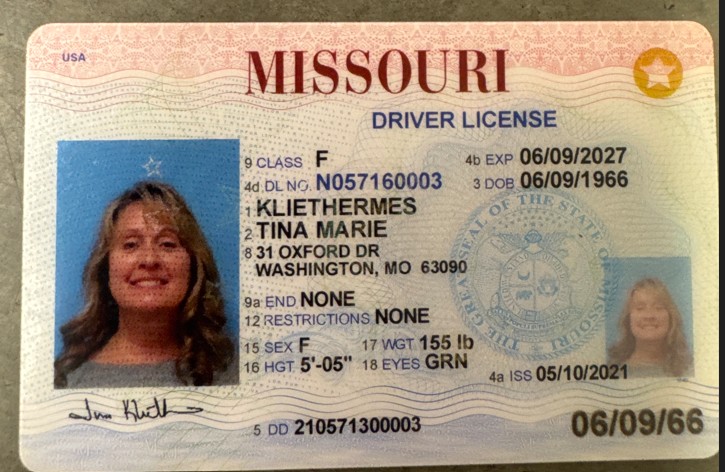 USA
MISSOURI
DRIVER LICENSE
9 CLASS F
4b EXP 06/09/2027
4d DL NO. N057160003
3 DOB 06/09/1966
1 KLIETHERMES
2 TINA MARIE
8 31 OXFORD DR
WASHINGTON, MO 63090
9a END NONE
12 RESTRICTIONS NONE
15 SEX F
17 WGT 155 lb
16 HGT 5'-05"
18 EYES GRN
4a ISS 05/10/2021
5 DD 210571300003
06/09/66
THE GREAT SEAL OF THE STATE OF MISSOURI